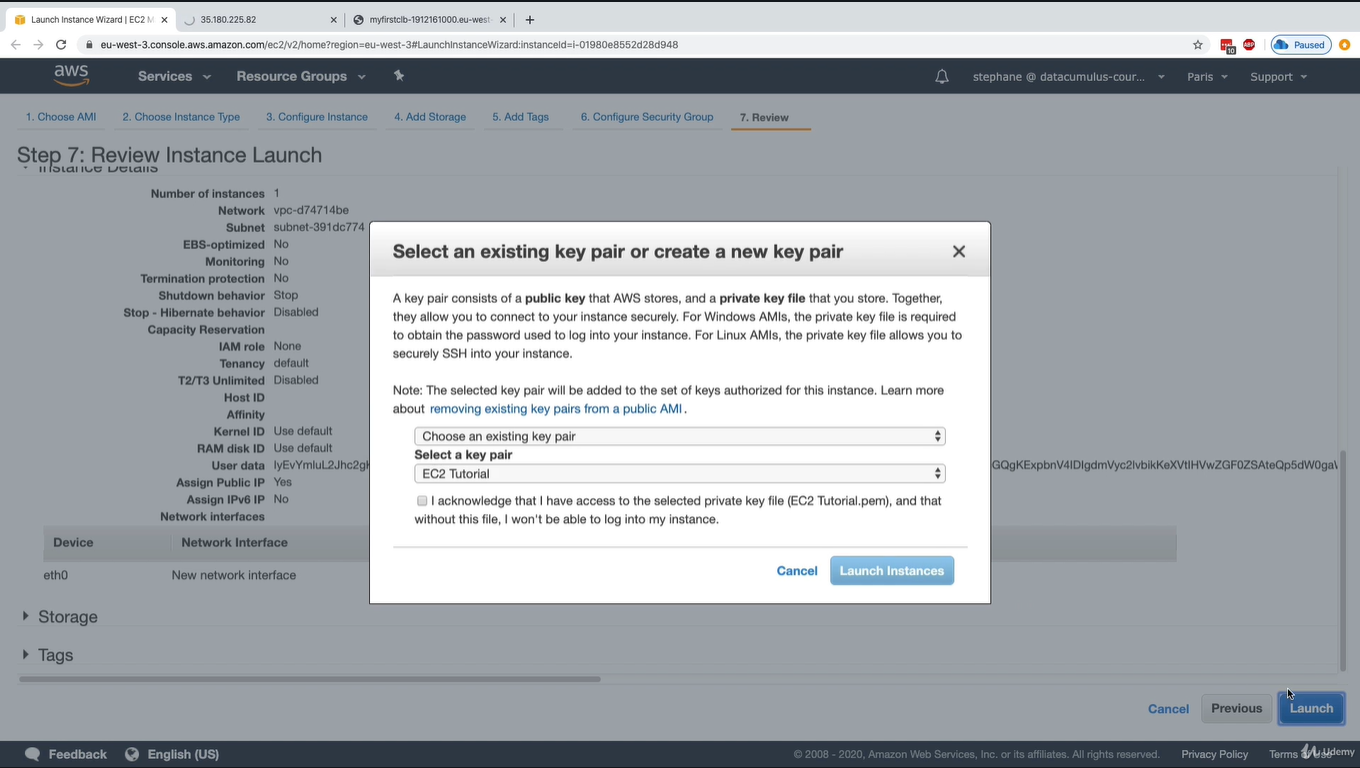 Launch Instance Wizard | EC2 M
35.180.225.82
myfirstclb-1912161000.eu-west-
eu-west-3.console.aws.amazon.com/ec2/v2/home?region=eu-west-3#LaunchInstanceWizard:instanceId=i-01980e8552d28d948
10
ABP
Paused
aws
Services
Resource Groups
stephane @ datacumulus-cour...
Paris
Support
1. Choose AMI
2. Choose Instance Type
3. Configure Instance
4. Add Storage
5. Add Tags
6. Configure Security Group
7. Review
Step 7: Review Instance Launch
Instance Details
Number of instances 1
Network vpc-d74714be
Subnet subnet-391dc774
EBS-optimized No
Monitoring No
Termination protection No
Shutdown behavior Stop
Stop - Hibernate behavior Disabled
Capacity Reservation
IAM role None
Tenancy default
T2/T3 Unlimited Disabled
Host ID
Affinity
Kernel ID Use default
RAM disk ID Use default
User data
Assign Public IP Yes
Assign IPv6 IP No
Network interfaces
Device Network Interface
eth0 New network interface
Storage
Tags
Select an existing key pair or create a new key pair
A key pair consists of a public key that AWS stores, and a private key file that you store. Together,
they allow you to connect to your instance securely. For Windows AMIs, the private key file is required
to obtain the password used to log into your instance. For Linux AMIs, the private key file allows you to
securely SSH into your instance.
Note: The selected key pair will be added to the set of keys authorized for this instance. Learn more
about removing existing key pairs from a public AMI .
Choose an existing key pair
Select a key pair
EC2 Tutorial
I acknowledge that I have access to the selected private key file (EC2 Tutorial.pem), and that
without this file, I won't be able to log into my instance.
Cancel
Launch Instances
Cancel
Previous
Launch
Feedback
English (US)
© 2008 - 2020, Amazon Web Services, Inc. or its affiliates. All rights reserved.
Privacy Policy
Terms
Udemy